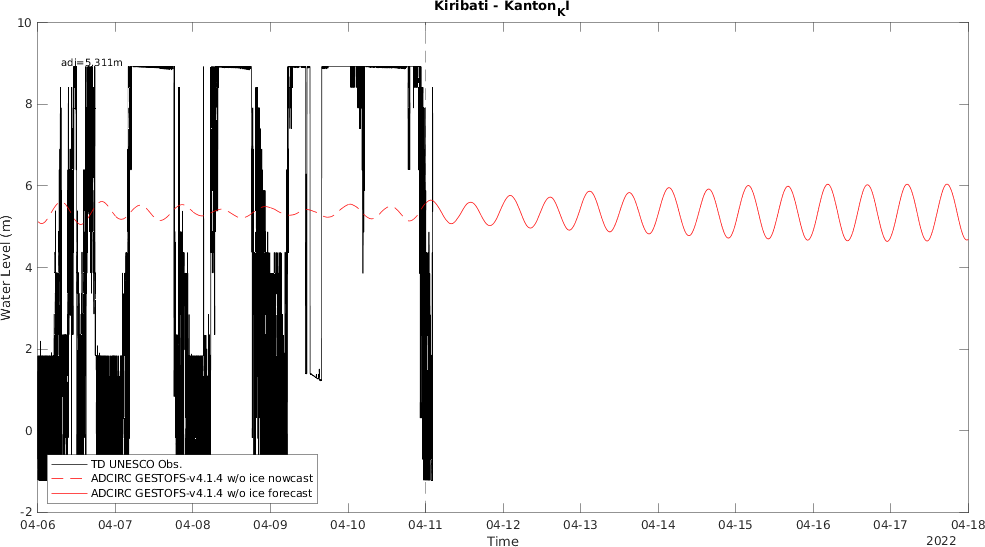 Kiribati - Kanton_KI
10
8
6
4
2
0
-2
Water Level (m)
adj=5.311m
TD UNESCO Obs.
ADCIRC GESTOFS-v4.1.4 w/o ice nowcast
ADCIRC GESTOFS-v4.1.4 w/o ice forecast
04-06 04-07 04-08 04-09 04-10 04-11 04-12 04-13 04-14 04-15 04-16 04-17 04-18
Time
2022